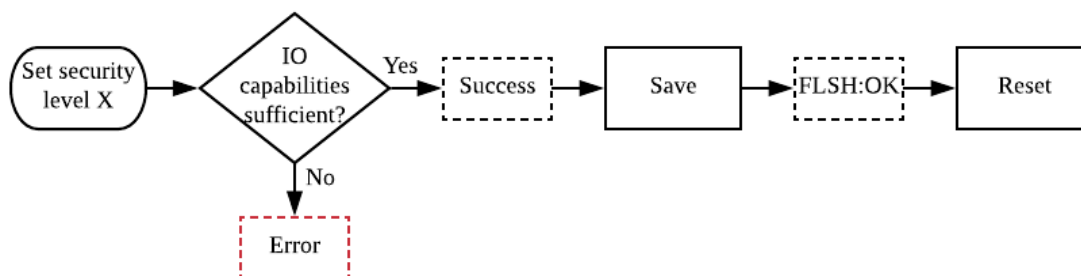 Set security
level X
IO
capabilities
sufficient?
Yes
Success
Save
FLSH:OK
Reset
No
Error